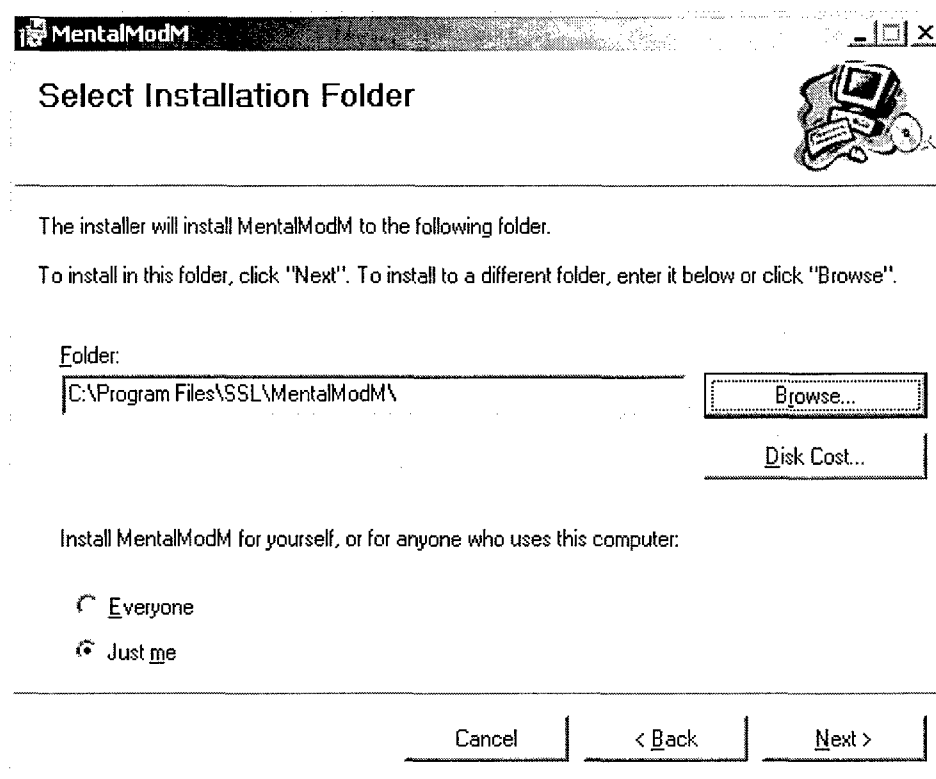 MentalModM
Select Installation Folder
The installer will install MentalModM to the following folder.
To install in this folder, click "Next". To install to a different folder, enter it below or click "Browse".
Folder:
C:\Program Files\SSL\MentalModM\
Browse...
Disk Cost...
Install MentalModM for yourself, or for anyone who uses this computer:
Everyone
Just me
Cancel
< Back
Next >